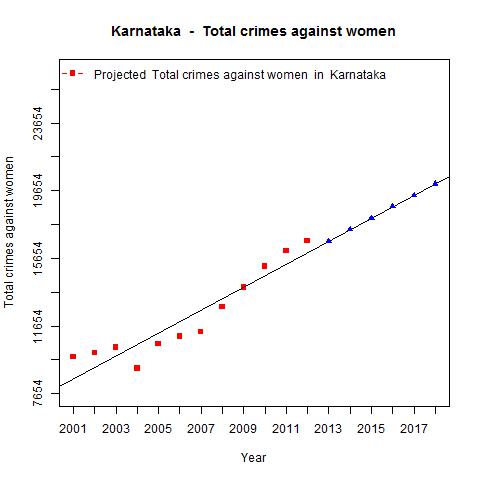 Karnataka - Total crimes against women
Projected Total crimes against women in Karnataka
Total crimes against women
23654
19654
15654
11654
7654
2001 2003 2005 2007 2009 2011 2013 2015 2017
Year